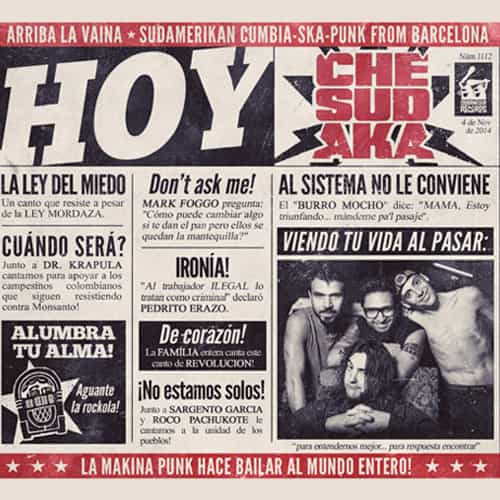 ARRIBA LA VAINA ★ SUDAMERIKAN CUMBIA-SKA-PUNK FROM BARCELONA
HOY
CHE
SUD
AKA
Núm.1112
4 de Nov
de 2014
LA LEY DEL MIEDO
Un canto que resiste a pesar
de la LEY MORDAZA.
CUÁNDO SERÁ?
Junto a DR. KRAPULA
cantamos para apoyar a los
campesinos colombianos
que siguen resistiendo
contra Monsanto!
ALUMBRA
TU ALMA!
Aguante
la rockola!
Don't ask me!
MARK FOGGO pregunta:
"Cómo puede cambiar algo
si te dan el pan pero ellos se
quedan la mantequilla?"
IRONÍA!
"Al trabajador ILEGAL lo
tratan como criminal" declaró
PEDRITO ERAZO.
De corazón!
La FAMÍLIA entera canta este
canto de REVOLUCION!
¡No estamos solos!
Junto a SARGENTO GARCIA
y ROCO PACHUKOTE le
cantamos a la unidad de los
pueblos!
AL SISTEMA NO LE CONVIENE
El "BURRO MOCHO" dice: "MAMA, Estoy
triunfando... mándeme pa'l pasaje".
VIENDO TU VIDA AL PASAR:
"para entendernos mejor... para respuesta encontrar"
★ ★ ★ ★ LA MAKINA PUNK HACE BAILAR AL MUNDO ENTERO! ★ ★ ★ ★